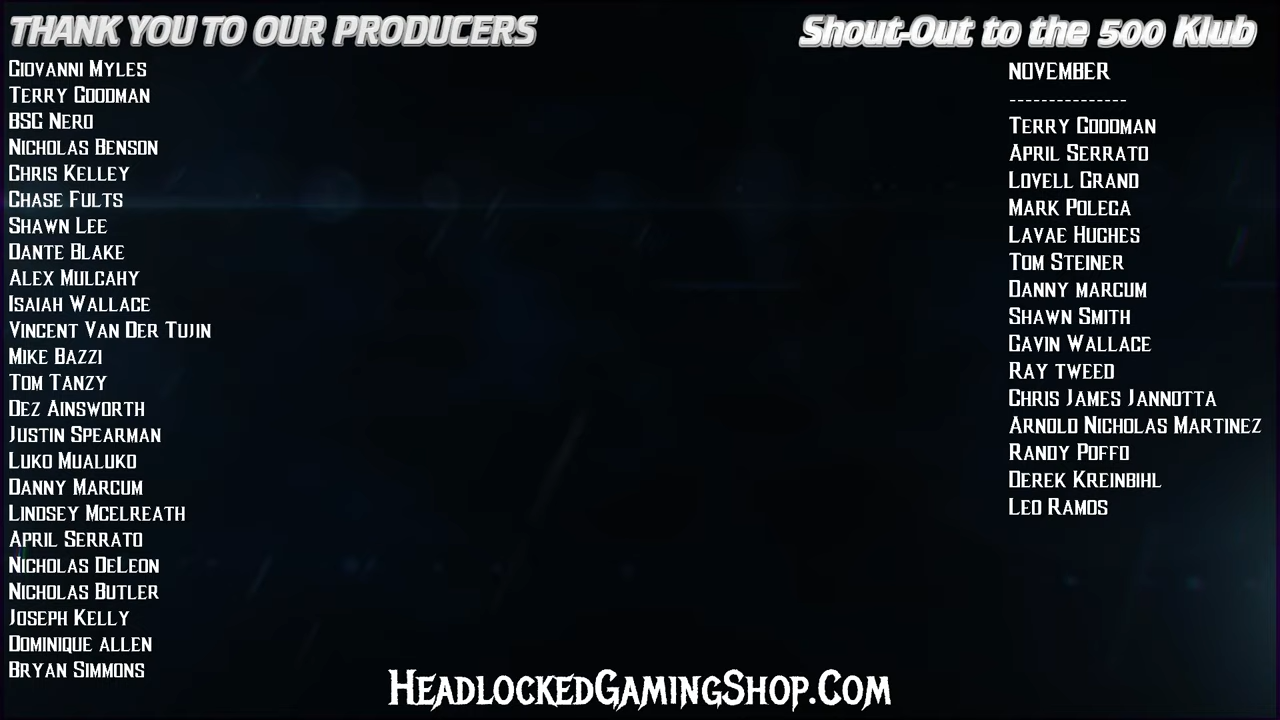 THANK YOU TO OUR PRODUCERS
Giovanni Myles
Terry Goodman
BSG Nero
Nicholas Benson
Chris Kelley
Chase Fults
Shawn Lee
Dante Blake
Alex Mulcahy
Isaiah Wallace
Vincent Van Der Tuijn
Mike Bazzi
Tom Tanzy
Dez Ainsworth
Justin Spearman
Luko Mualuko
Danny Marcum
Lindsey Mcelreath
April Serrato
Nicholas DeLeon
Nicholas Butler
Joseph Kelly
Dominique allen
Bryan Simmons
Shout-Out to the 500 Klub
NOVEMBER
---------------
Terry Goodman
April Serrato
Lovell Grand
Mark Polega
Lavae Hughes
Tom Steiner
Danny marcum
Shawn Smith
Gavin Wallace
Ray tweed
Chris James Jannotta
Arnold Nicholas Martinez
Randy Poffo
Derek Kreinbihl
Leo Ramos
HeadlockedGamingShop.Com